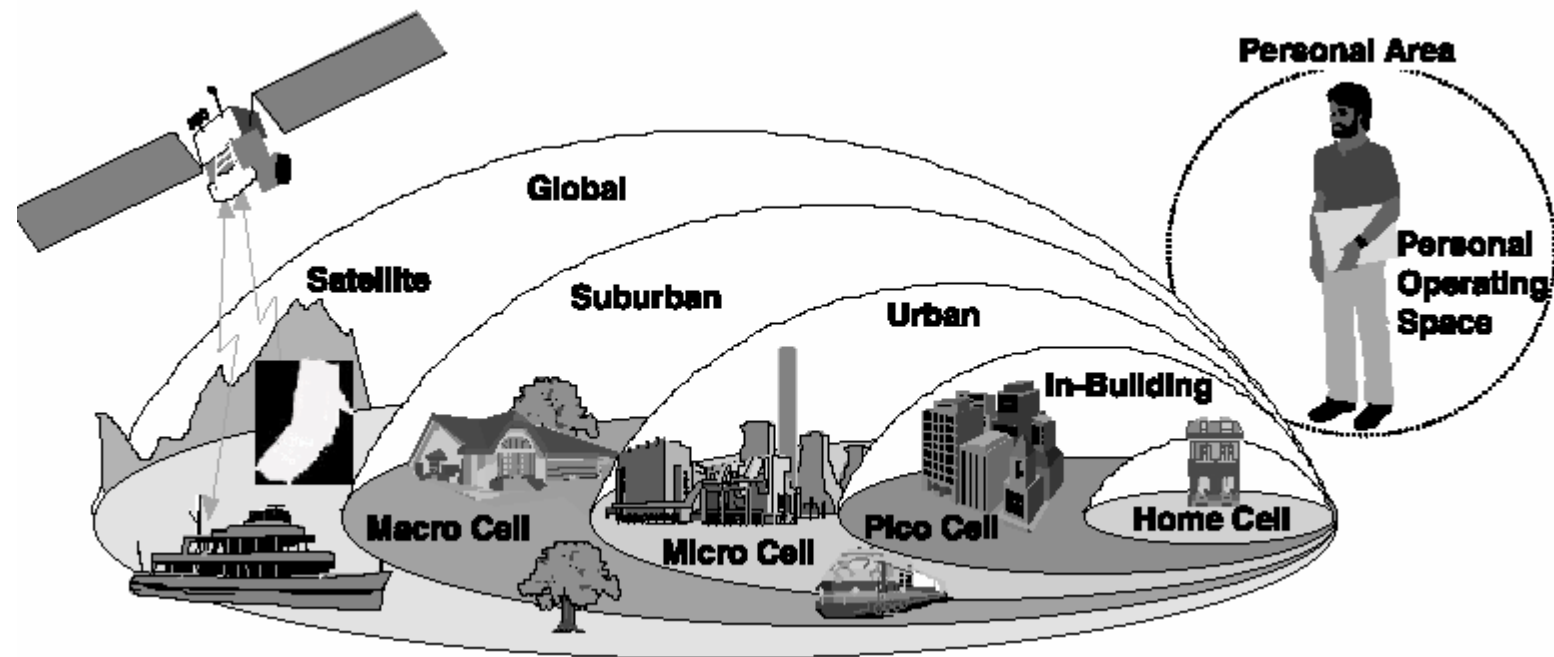 Personal Area
Global
Satellite
Suburban
Urban
Personal
Operating
Space
In-Building
Macro Cell
Micro Cell
Pico Cell
Home Cell